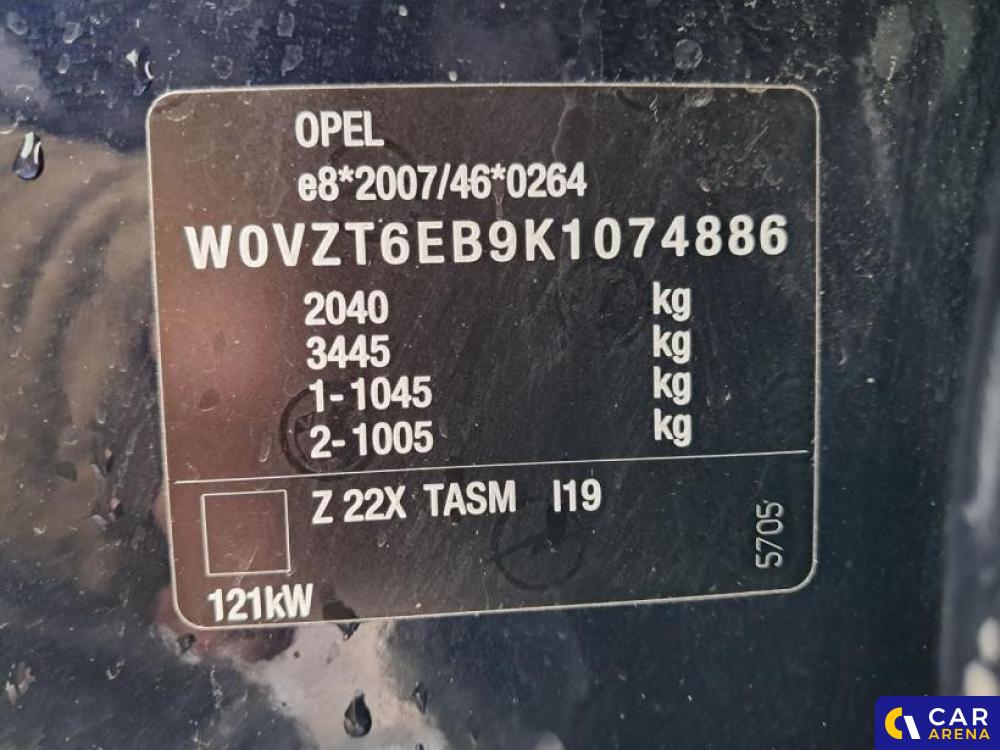 OPEL
e8*2007/46*0264
W0VZT6EB9K1074886
2040 kg
3445 kg
1-1045 kg
2-1005 kg
Z 22X TASM I19
5705
121kW
CAR
ARENA